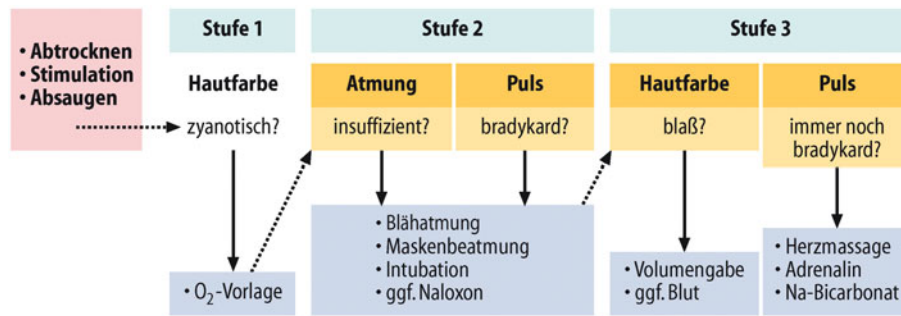 • Abtrocknen
• Stimulation
• Absaugen
Stufe 1
Hautfarbe
zyanotisch?
• O₂-Vorlage
Stufe 2
Atmung
insuffizient?
Puls
bradykard?
• Blähatmung
• Maskenbeatmung
• Intubation
• ggf. Naloxon
Stufe 3
Hautfarbe
blaß?
• Volumengabe
• ggf. Blut
Puls
immer noch
bradykard?
• Herzmassage
• Adrenalin
• Na-Bicarbonat